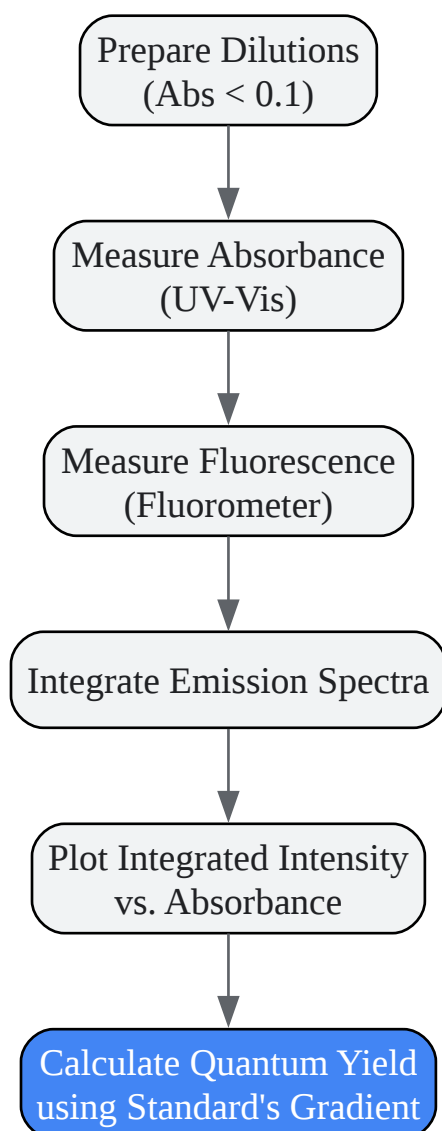 Prepare Dilutions
(Abs < 0.1)
Measure Absorbance
(UV-Vis)
Measure Fluorescence
(Fluorometer)
Integrate Emission Spectra
Plot Integrated Intensity
vs. Absorbance
Calculate Quantum Yield
using Standard's Gradient